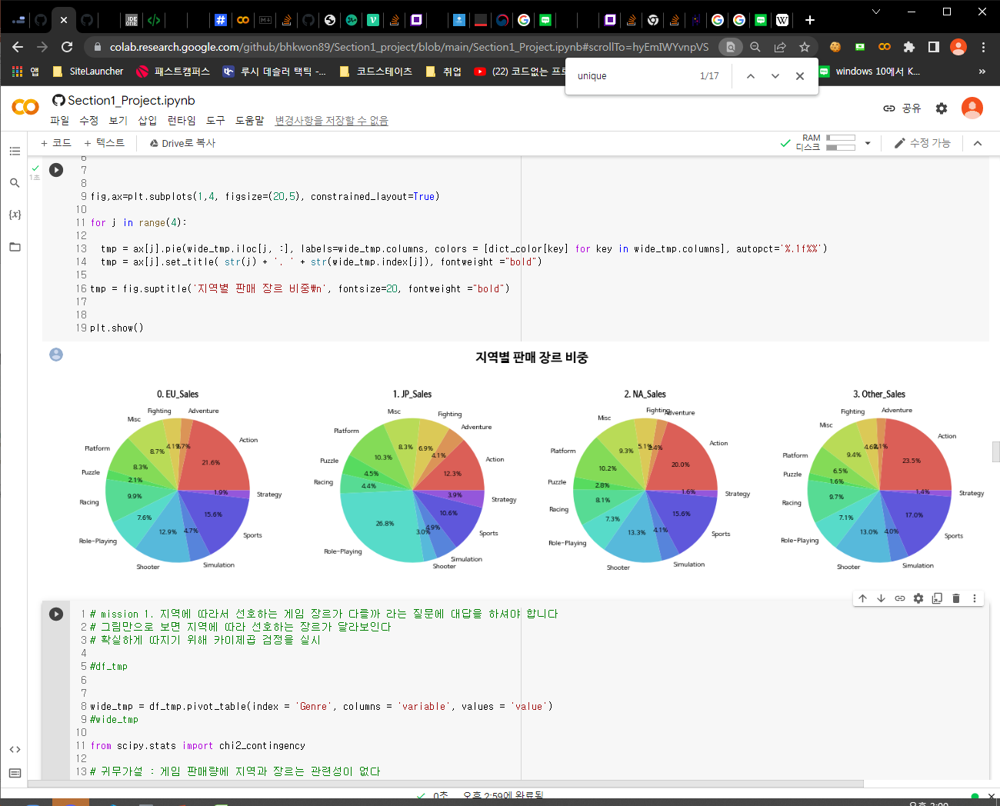 colab.research.google.com/github/bhkwon89/Section1_project/blob/main/Section1_Project.ipynb#scrollTo=hyEmIWYvnpVS
앱 SiteLauncher 패스트캠퍼스 루시 데슬러 택틱 -... 코드스테이츠 취업 (22) 코드없는 프로 windows 10에서 K... »
unique 1/17
Section1_Project.ipynb
파일 수정 보기 삽입 런타임 도구 도움말 변경사항을 저장할 수 없음
공유
+ 코드 + 텍스트 Drive로 복사
RAM
디스크
수정 가능
1초
6
7
8
9 fig,ax=plt.subplots(1,4, figsize=(20,5), constrained_layout=True)
10
11 for j in range(4):
12
13 tmp = ax[j].pie(wide_tmp.iloc[j, :], labels=wide_tmp.columns, colors = [dict_color[key] for key in wide_tmp.columns], autopct='%.1f%%')
14 tmp = ax[j].set_title( str(j) + '. ' + str(wide_tmp.index[j]), fontweight ="bold")
15
16 tmp = fig.suptitle('지역별 판매 장르 비중₩n', fontsize=20, fontweight ="bold")
17
18
19 plt.show()
지역별 판매 장르 비중
0. EU_Sales
Adventure
Fighting
Misc
Action
Platform
Puzzle
Racing
Role-Playing
Shooter
Simulation
Sports
Strategy
21.6%
4.1%
8.7%
8.3%
2.1%
9.9%
7.6%
12.9%
4.7%
15.6%
1.9%
1. JP_Sales
Misc
Fighting
Adventure
Platform
Action
Puzzle
Racing
Role-Playing
Shooter
Simulation
Sports
Strategy
12.3%
4.1%
6.9%
8.3%
10.3%
4.5%
4.4%
26.8%
3.0%
4.9%
10.6%
3.9%
2. NA_Sales
Fighting
Adventure
Misc
Action
Platform
Puzzle
Racing
Role-Playing
Shooter
Simulation
Sports
Strategy
20.0%
2.4%
5.1%
9.3%
10.2%
2.8%
8.1%
7.3%
13.3%
4.1%
15.6%
1.6%
3. Other_Sales
Adventure
Fighting
Misc
Action
Platform
Puzzle
Racing
Role-Playing
Shooter
Simulation
Sports
Strategy
23.5%
2.1%
4.6%
9.4%
6.5%
1.6%
9.7%
7.1%
13.0%
4.0%
17.0%
1.4%
1 # mission 1. 지역에 따라서 선호하는 게임 장르가 다를까 라는 질문에 대답을 하셔야 합니다
2 # 그림만으로 보면 지역에 따라 선호하는 장르가 달라보인다
3 # 확실하게 따지기 위해 카이제곱 검정을 실시
4
5 #df_tmp
6
7
8 wide_tmp = df_tmp.pivot_table(index = 'Genre', columns = 'variable', values = 'value')
9 #wide_tmp
10
11 from scipy.stats import chi2_contingency
12
13 # 귀무가설 : 게임 판매량에 지역과 장르는 관련성이 없다
0초 오후 2:59에 완료됨
오후 3:00